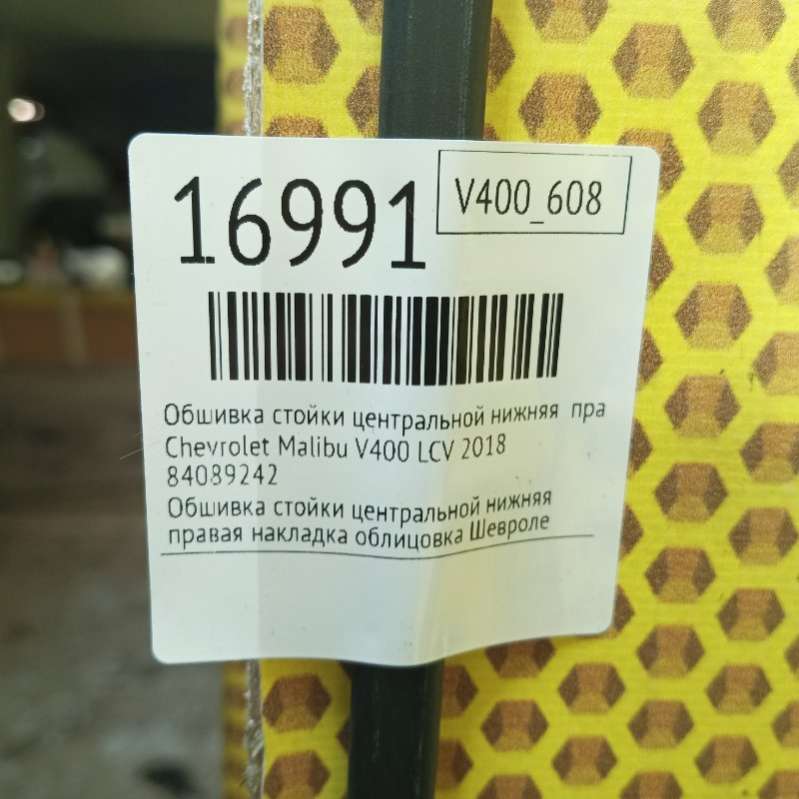 16991
V400_608
Обшивка стойки центральной нижняя пра
Chevrolet Malibu V400 LCV 2018
84089242
Обшивка стойки центральной нижняя
правая накладка облицовка Шевроле